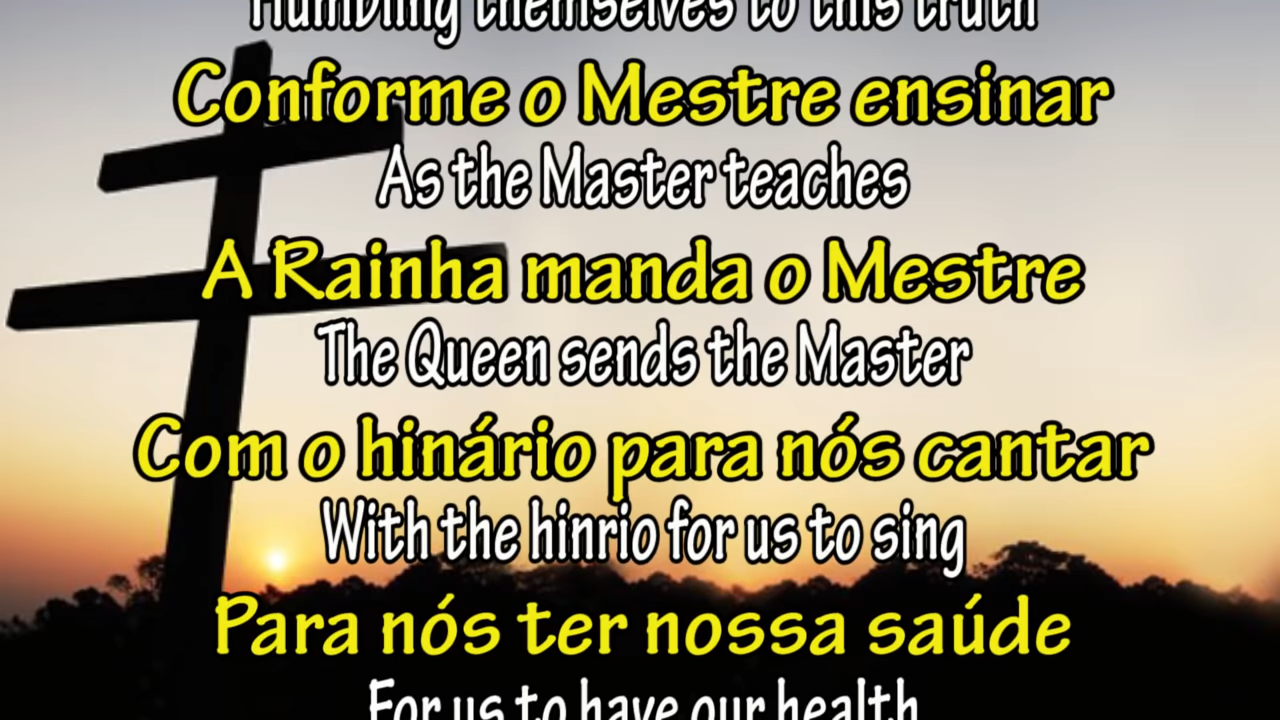 Humbling themselves to this truth
Conforme o Mestre ensinar
As the Master teaches
A Rainha manda o Mestre
The Queen sends the Master
Com o hinário para nós cantar
With the hinrio for us to sing
Para nós ter nossa saúde
For us to have our health